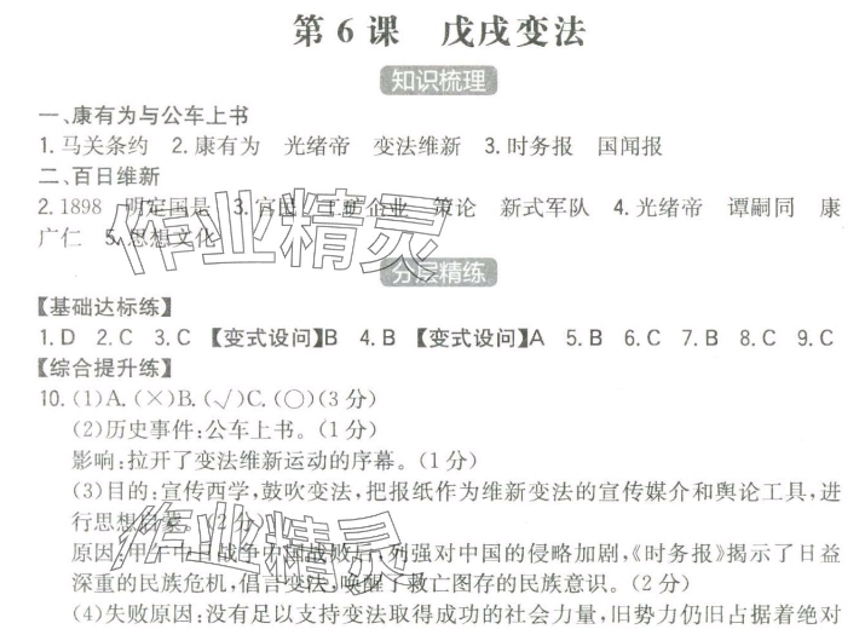 第6课 戊戌变法
知识梳理
一、康有为与公车上书
1. 马关条约 2. 康有为 光绪帝 变法维新 3. 时务报 国闻报
二、百日维新
2. 1898 明定国是 3. 官民 工矿企业 策论 新式军队 4. 光绪帝 谭嗣同 康
广仁 5. 思想文化
作业精灵
分层精练
【基础达标练】
1. D 2. C 3. C 【变式设问】B 4. B 【变式设问】A 5. B 6. C 7. B 8. C 9. C
【综合提升练】
10. (1)A. (×)B. (√)C. (○)(3分)
(2)历史事件:公车上书。(1分)
影响:拉开了变法维新运动的序幕。(1分)
(3)目的:宣传西学,鼓吹变法,把报纸作为维新变法的宣传媒介和舆论工具,进
行思想启蒙。(2分)
作业精灵
原因:甲午中日战争中国战败后,列强对中国的侵略加剧,《时务报》揭示了日益
深重的民族危机,倡言变法,唤醒了救亡图存的民族意识。(2分)
(4)失败原因:没有足以支持变法取得成功的社会力量,旧势力仍旧占据着绝对